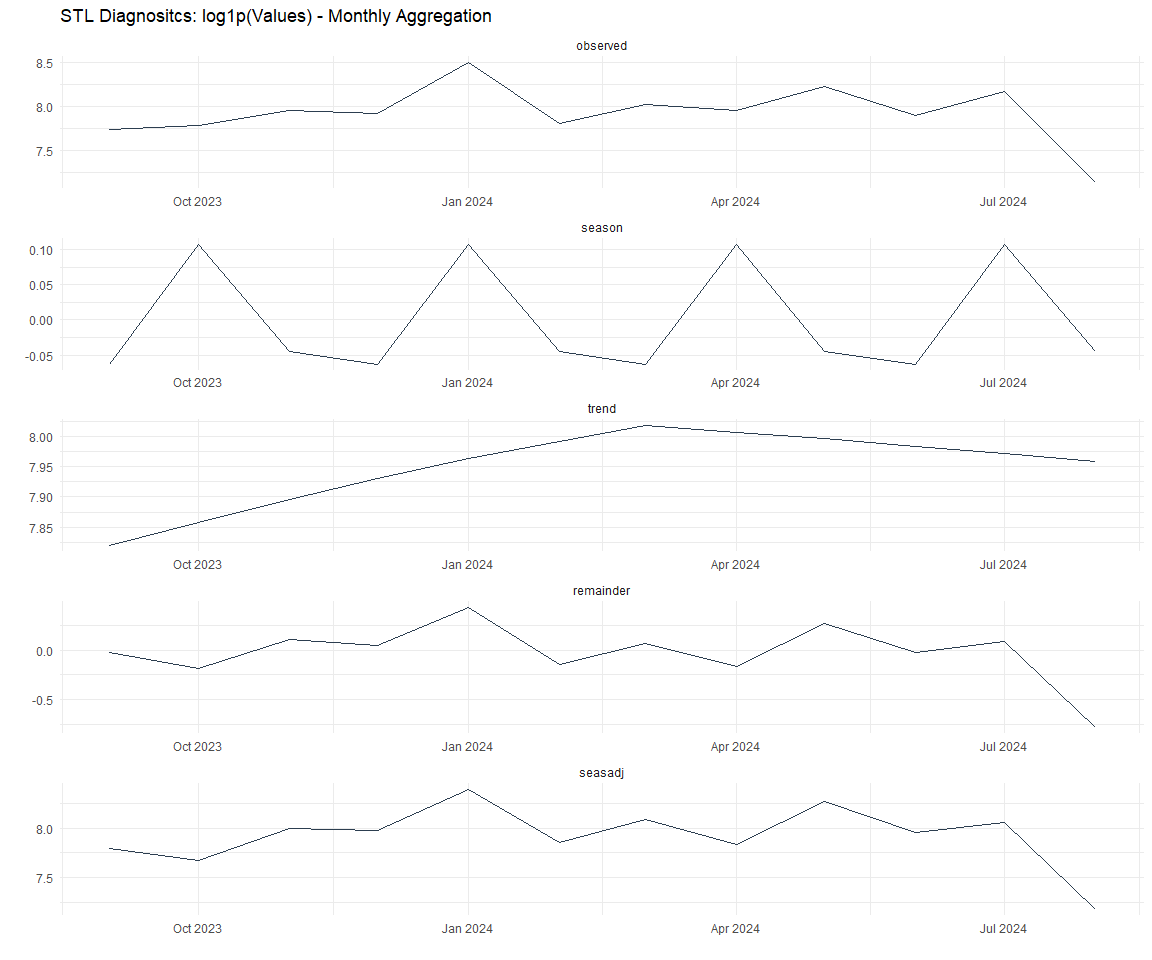 STL Diagnositcs: log1p(Values) - Monthly Aggregation
observed
8.5
8.0
7.5
Oct 2023 Jan 2024 Apr 2024 Jul 2024
season
0.10
0.05
0.00
-0.05
Oct 2023 Jan 2024 Apr 2024 Jul 2024
trend
8.00
7.95
7.90
7.85
Oct 2023 Jan 2024 Apr 2024 Jul 2024
remainder
0.0
-0.5
Oct 2023 Jan 2024 Apr 2024 Jul 2024
seasadj
8.0
7.5
Oct 2023 Jan 2024 Apr 2024 Jul 2024